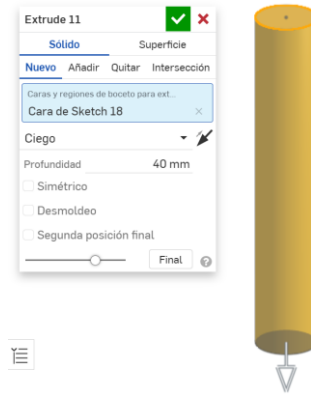 Extrude 11
Sólido Superficie
Nuevo Añadir Quitar Intersección
Caras y regiones de boceto para ext...
Cara de Sketch 18
Ciego
Profundidad 40 mm
Simétrico
Desmoldeo
Segunda posición final
Final